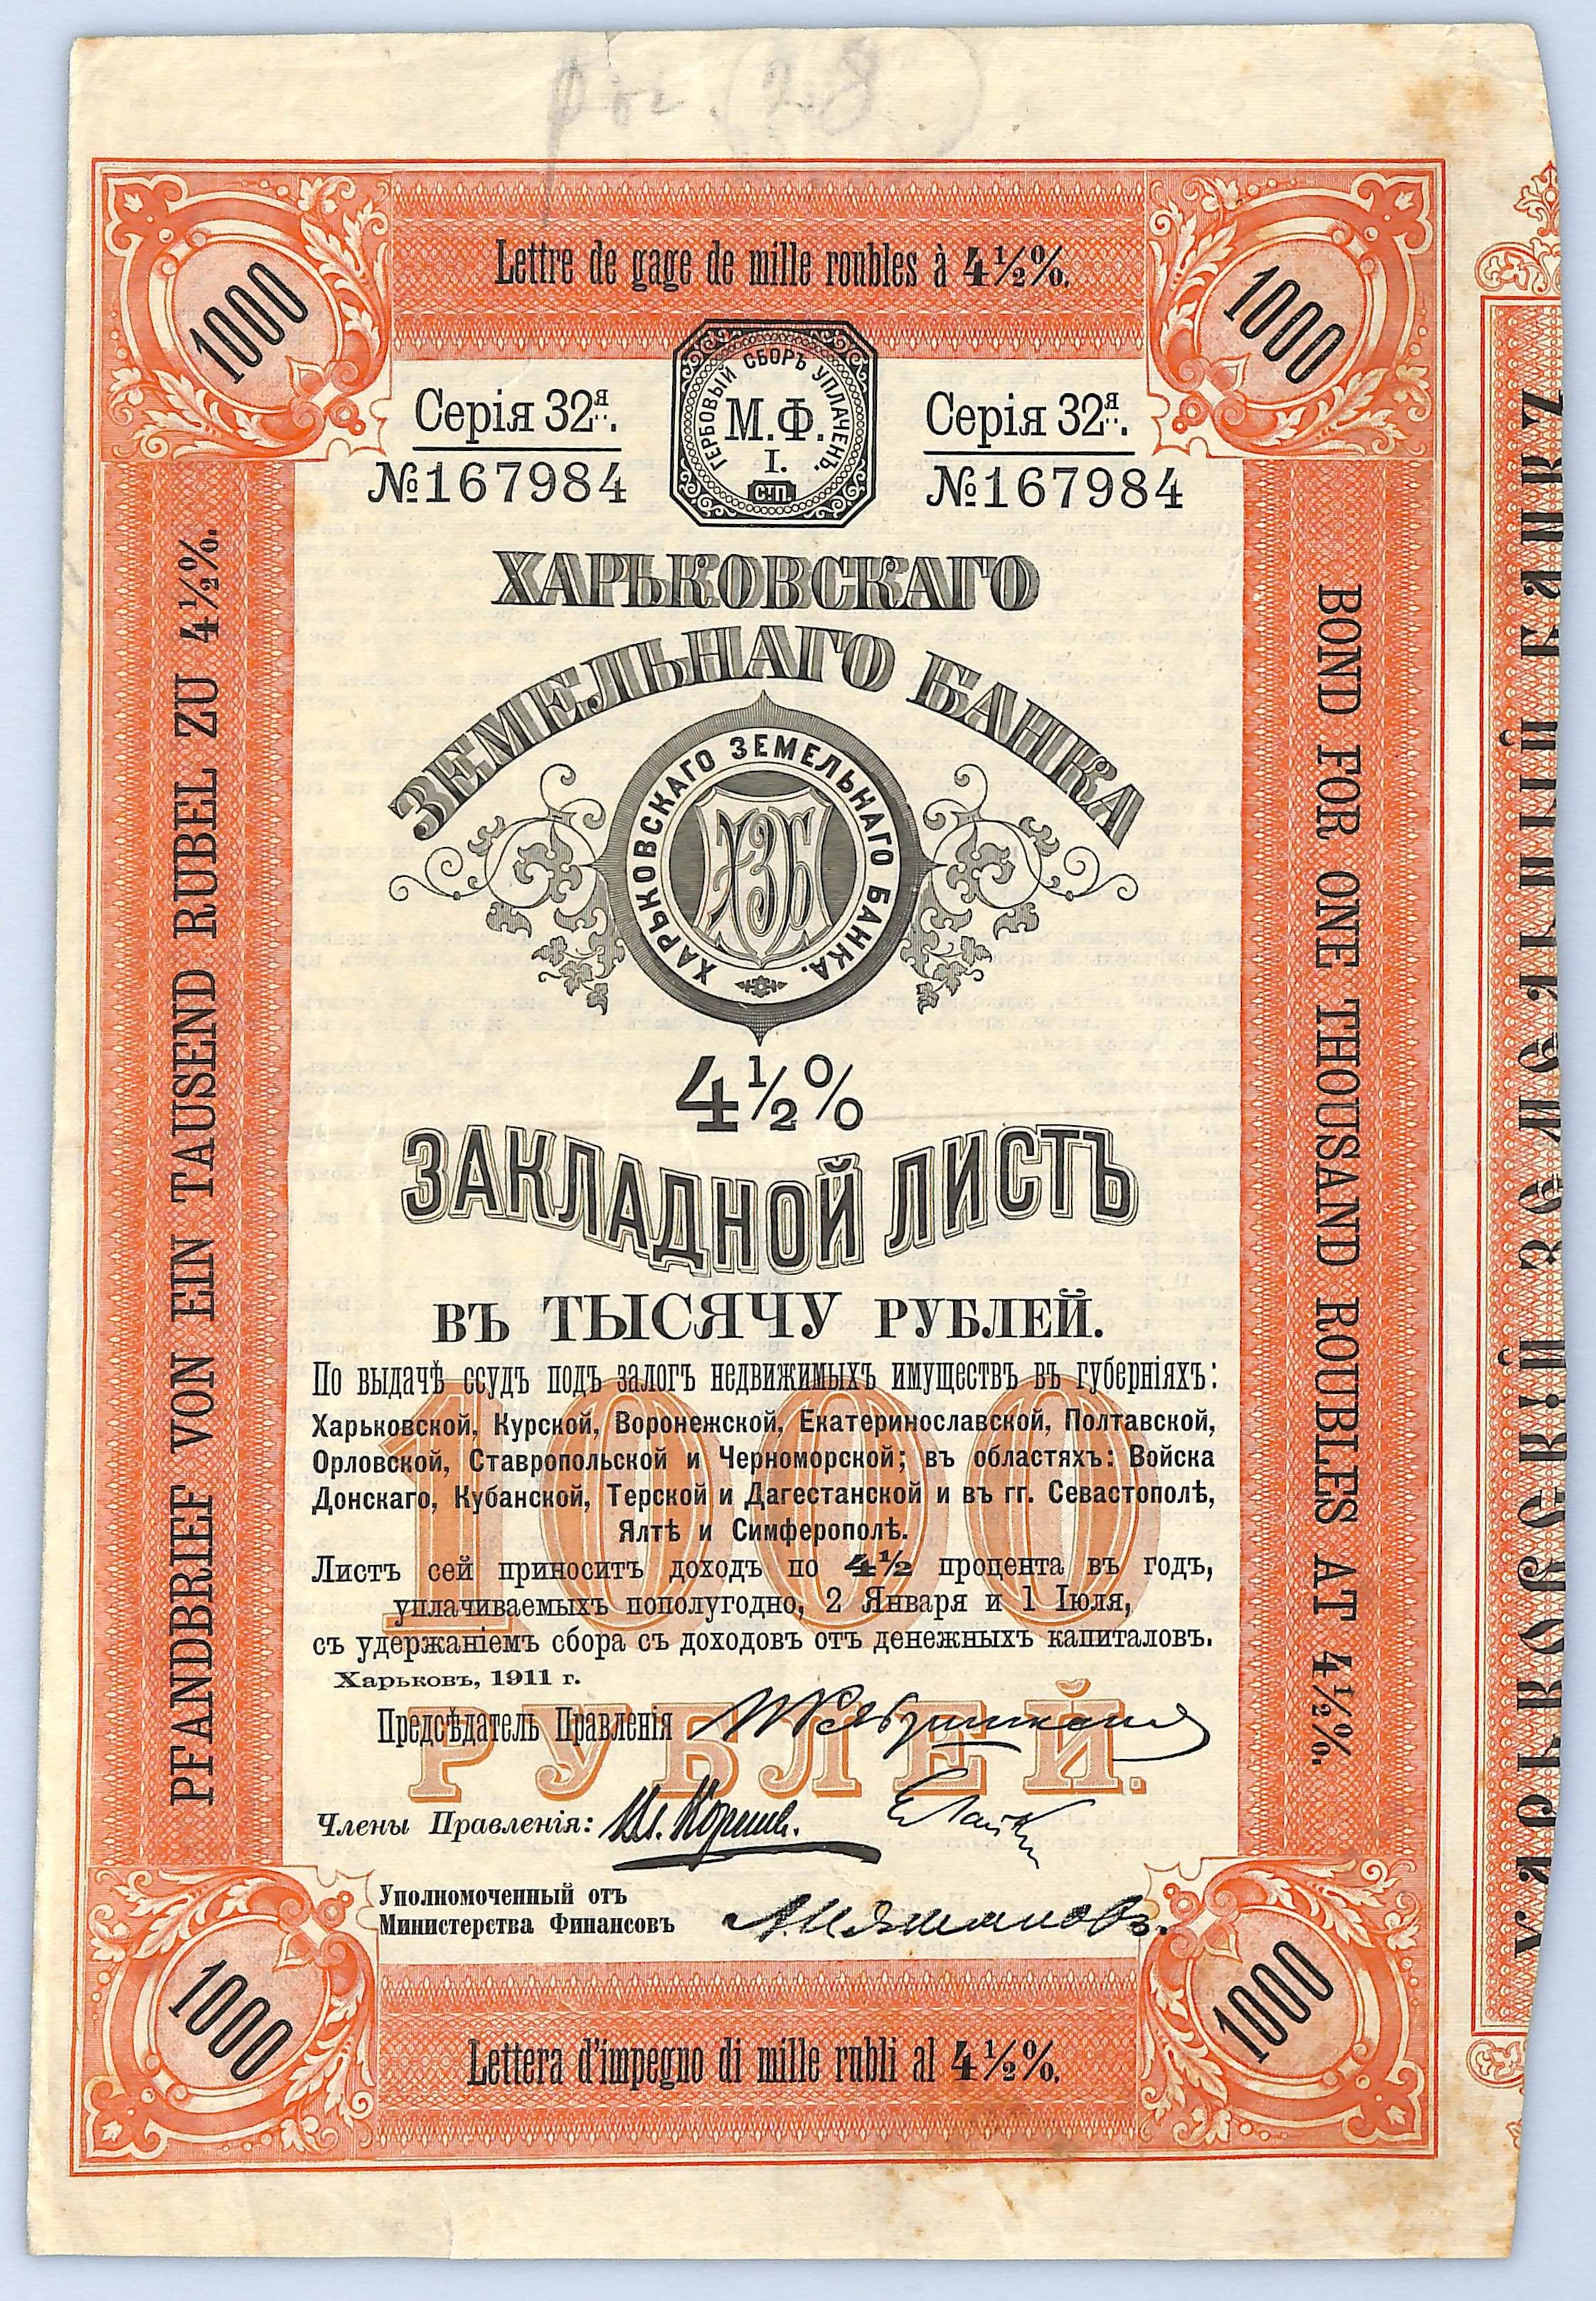 Lettre de gage de mille roubles à 4½%.
1000
1000
ГЕРБОВЫЙ СБОРЪ УПЛАЧЕНЪ.
М.Ф.
I.
С.П.
Серія 32я.
№167984
Серія 32я.
№167984
ХАРЬКОВСКАГО
ЗЕМЕЛЬНАГО БАНКА
ХАРЬКОВСКАГО ЗЕМЕЛЬНАГО БАНКА.
ХЗБ
4½%
ЗАКЛАДНОЙ ЛИСТЪ
ВЪ ТЫСЯЧУ РУБЛЕЙ.
По выдачѣ ссудъ подъ залогъ недвижимыхъ имуществъ въ губерніяхъ:
Харьковской, Курской, Воронежской, Екатеринославской, Полтавской,
Орловской, Ставропольской и Черноморской; въ областяхъ: Войска
Донскаго, Кубанской, Терской и Дагестанской и въ гг. Севастополѣ,
Ялтѣ и Симферополѣ.
Листъ сей приноситъ доходъ по 4½ процента въ годъ,
уплачиваемыхъ пополугодно, 2 Января и 1 Іюля,
съ удержаніемъ сбора съ доходовъ отъ денежныхъ капиталовъ.
Харьковъ, 1911 г.
1000
РУБЛЕЙ.
Предсѣдатель Правленія
Члены Правленія:
Уполномоченный отъ
Министерства Финансовъ
PFANDBRIEF VON EIN TAUSEND RUBEL ZU 4½%.
BOND FOR ONE THOUSAND ROUBLES AT 4½%.
1000
1000
Lettera d'impegno di mille rubli al 4½%.